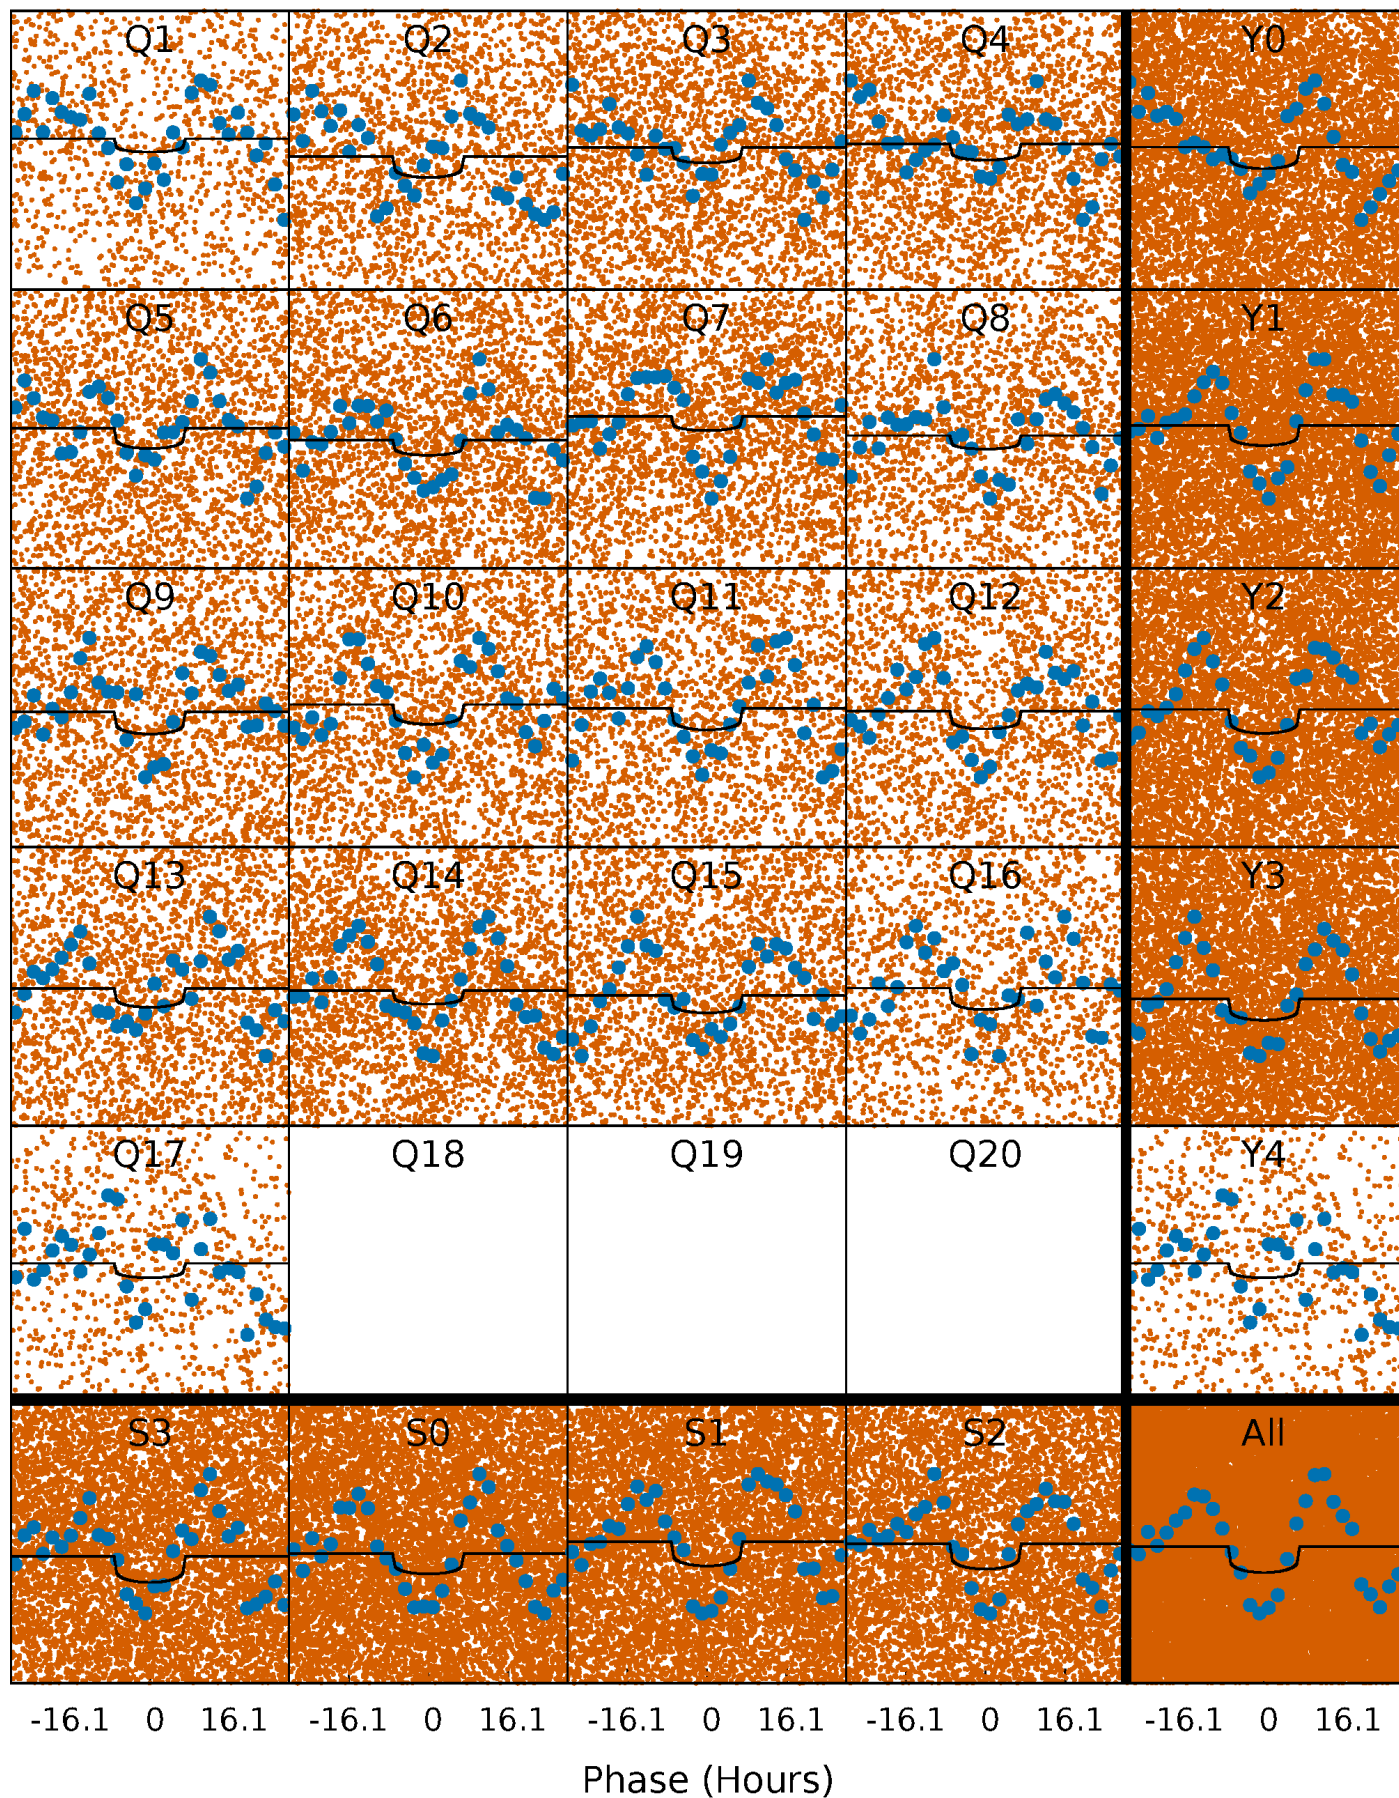 Q1 Q2 Q3 Q4 Y0
Q5 Q6 Q7 Q8 Y1
Q9 Q10 Q11 Q12 Y2
Q13 Q14 Q15 Q16 Y3
Q17 Q18 Q19 Q20 Y4
S3 S0 S1 S2 All
-16.1 0 16.1 -16.1 0 16.1 -16.1 0 16.1 -16.1 0 16.1 -16.1 0 16.1
Phase (Hours)